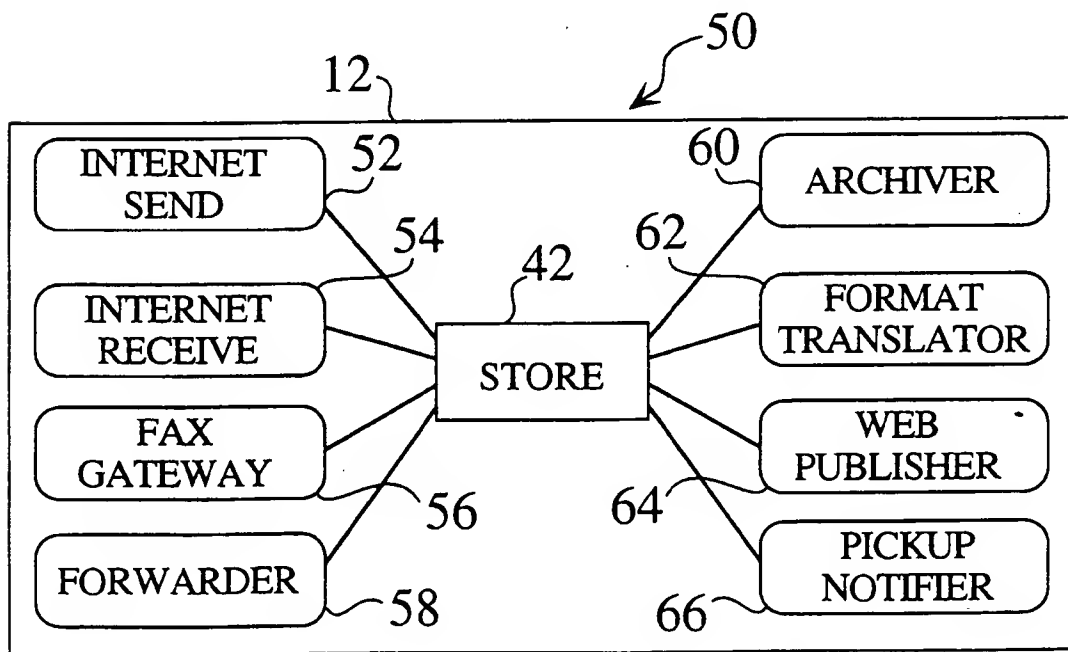 50
12
INTERNET
SEND
52
60
ARCHIVER
54
62
INTERNET
RECEIVE
42
STORE
FORMAT
TRANSLATOR
FAX
GATEWAY
56
64
WEB
PUBLISHER
FORWARDER
58
66
PICKUP
NOTIFIER